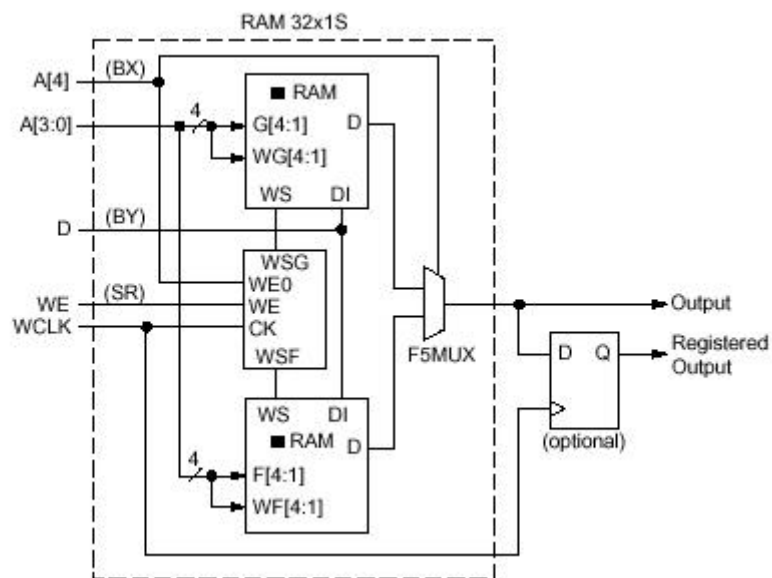 RAM 32x1S
A[4]
(BX)
A[3:0]
4
RAM
G[4:1]
D
WG[4:1]
WS
DI
D
(BY)
WSG
WE0
WE
(SR)
WE
WCLK
CK
WSF
F5MUX
Output
D
Q
Registered
Output
(optional)
WS
DI
RAM
D
4
F[4:1]
WF[4:1]